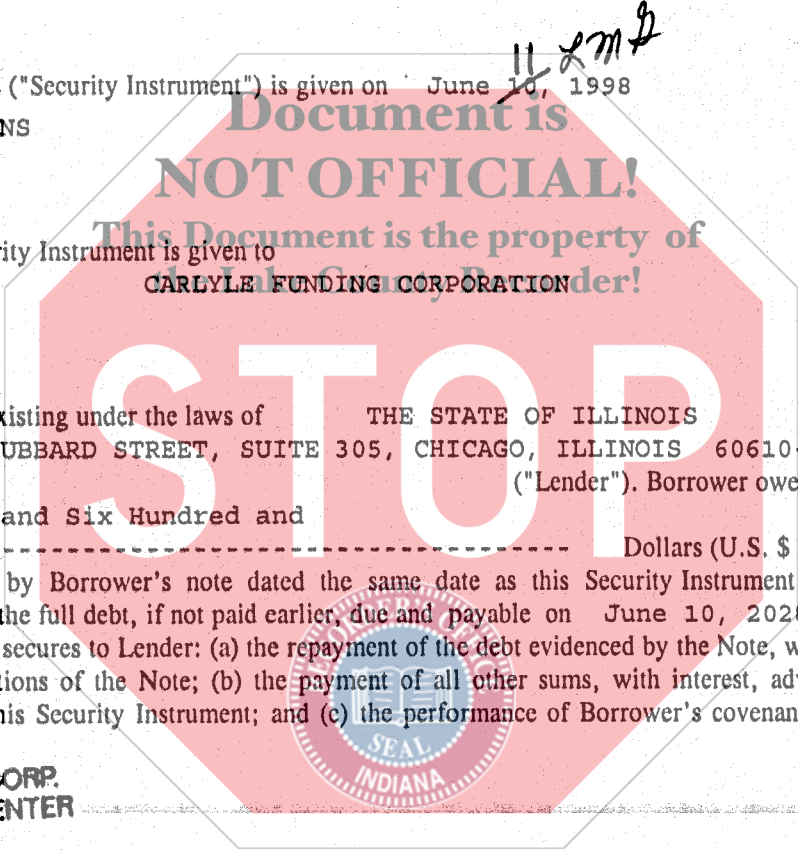 11 LMG
("Security Instrument") is given on June 10, 1998
NS
Document is
NOT OFFICIAL!
This Document is the property of
the Lake County Recorder!
rity Instrument is given to
CARLYLE FUNDING CORPORATION
STOP
xisting under the laws of THE STATE OF ILLINOIS
UBBARD STREET, SUITE 305, CHICAGO, ILLINOIS 60610-
("Lender"). Borrower owe
and Six Hundred and
Dollars (U.S. $
by Borrower's note dated the same date as this Security Instrument
the full debt, if not paid earlier, due and payable on June 10, 2028
secures to Lender: (a) the repayment of the debt evidenced by the Note, w
tions of the Note; (b) the payment of all other sums, with interest, adv
his Security Instrument; and (c) the performance of Borrower's covenan
RECORDER'S OFFICE
SEAL
INDIANA
ORP.
ENTER